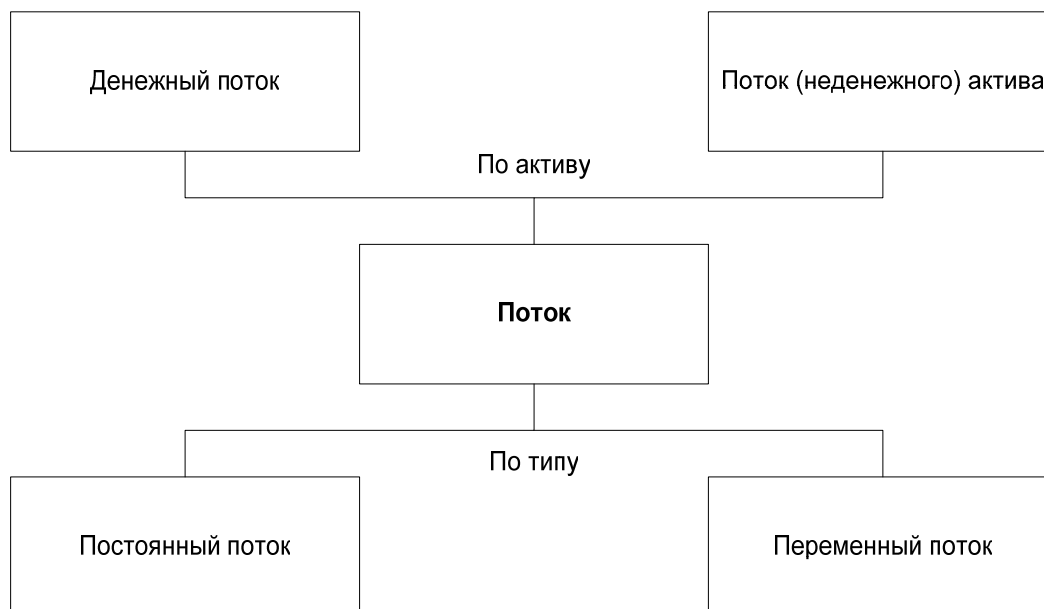 Денежный поток
Поток (неденежного) актива
По активу
Поток
По типу
Постоянный поток
Переменный поток